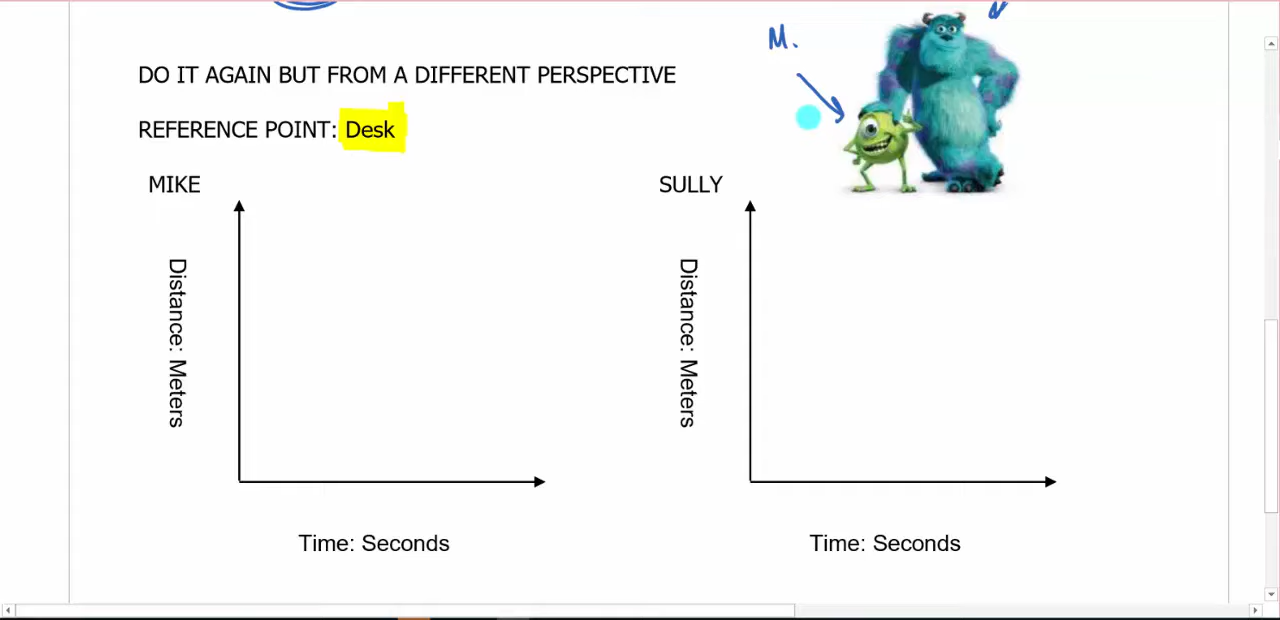 M.
DO IT AGAIN BUT FROM A DIFFERENT PERSPECTIVE
REFERENCE POINT: Desk
MIKE
SULLY
Distance: Meters
Distance: Meters
Time: Seconds
Time: Seconds